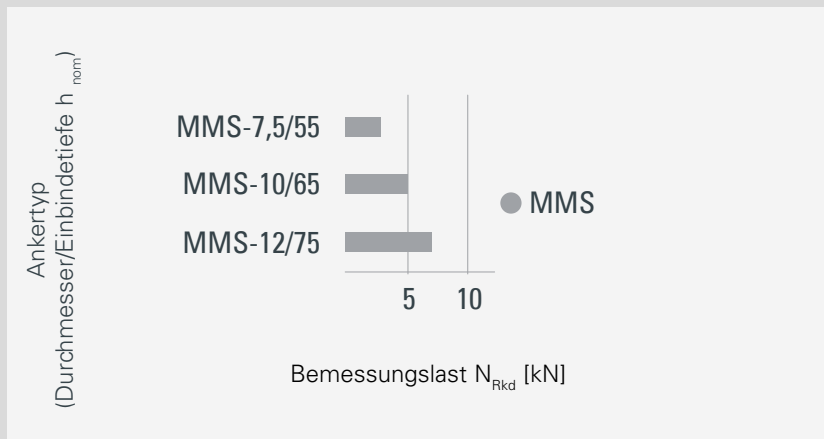 Ankertyp
(Durchmesser/Einbindetiefe h nom)
MMS-7,5/55
MMS-10/65
MMS-12/75
MMS
5 10
Bemessungslast N Rkd [kN]